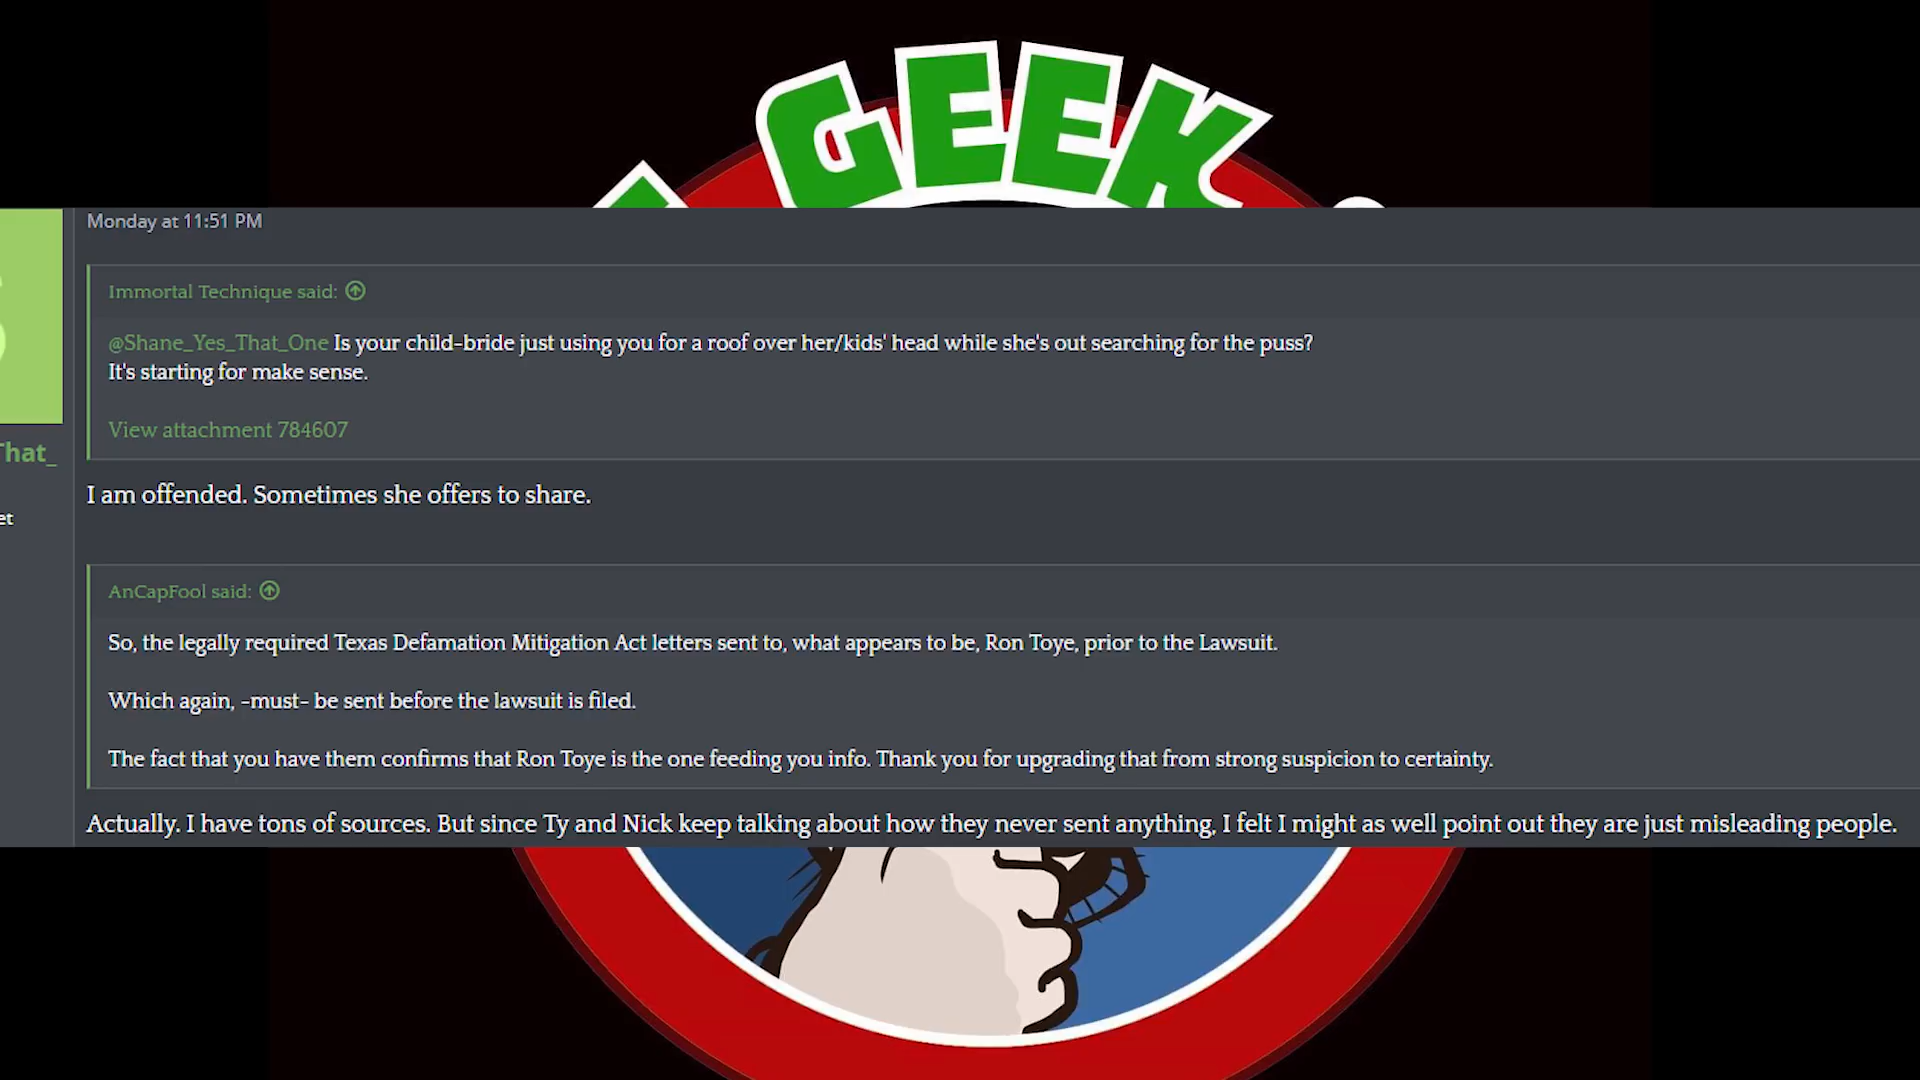 GEEK
Monday at 11:51 PM
Immortal Technique said:
@Shane_Yes_That_One Is your child-bride just using you for a roof over her/kids' head while she's out searching for the puss?
It's starting for make sense.
View attachment 784607
That_
I am offended. Sometimes she offers to share.
et
AnCapFool said:
So, the legally required Texas Defamation Mitigation Act letters sent to, what appears to be, Ron Toye, prior to the Lawsuit.
Which again, -must- be sent before the lawsuit is filed.
The fact that you have them confirms that Ron Toye is the one feeding you info. Thank you for upgrading that from strong suspicion to certainty.
Actually. I have tons of sources. But since Ty and Nick keep talking about how they never sent anything, I felt I might as well point out they are just misleading people.